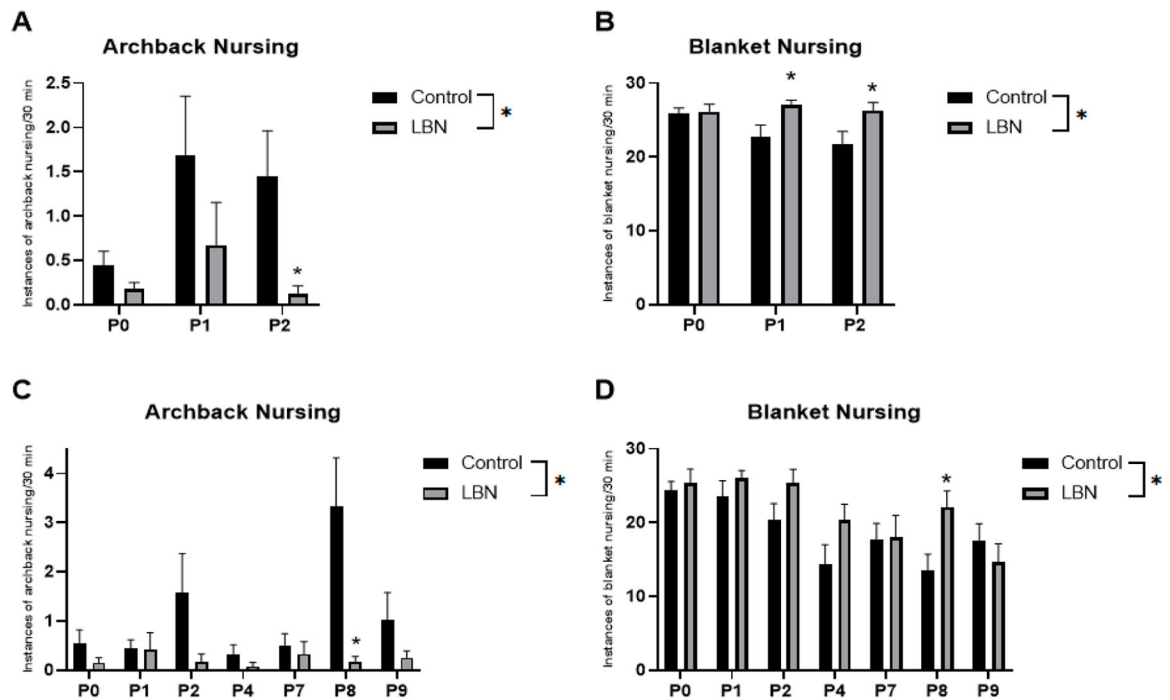 A
Archback Nursing
Instances of archback nursing/30 min
2.5
2.0
1.5
1.0
0.5
0.0
*
P0 P1 P2
Control
LBN
*
B
Blanket Nursing
Instances of blanket nursing/30 min
30
20
10
0
* *
P0 P1 P2
Control
LBN
*
C
Archback Nursing
Instances of archback nursing/30 min
4
3
2
1
0
*
P0 P1 P2 P4 P7 P8 P9
Control
LBN
*
D
Blanket Nursing
Instances of blanket nursing/30 min
30
20
10
0
*
P0 P1 P2 P4 P7 P8 P9
Control
LBN
*